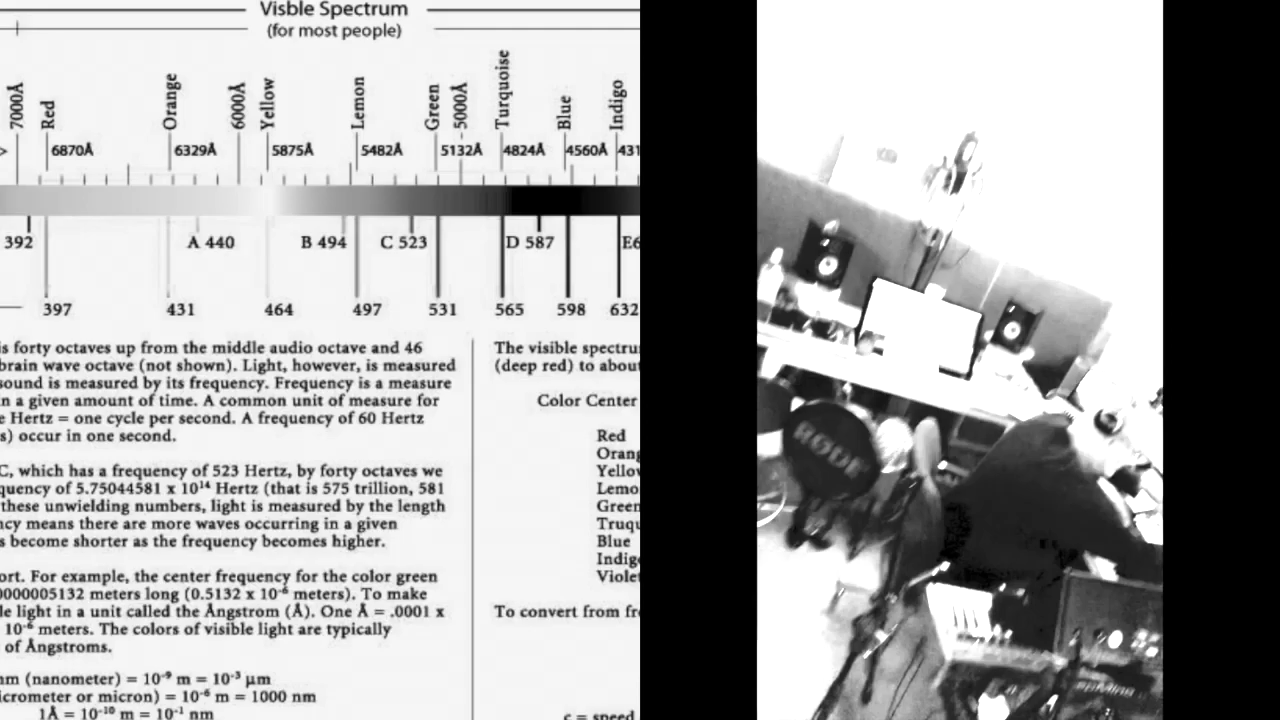 Visble Spectrum
(for most people)
7000Å Red Orange 6000Å Yellow Lemon Green 5000Å Turquoise Blue Indigo
> 6870Å 6329Å 5875Å 5482Å 5132Å 4824Å 4560Å 431
392 A 440 B 494 C 523 D 587 E6
397 431 464 497 531 565 598 632
is forty octaves up from the middle audio octave and 46
brain wave octave (not shown). Light, however, is measured
sound is measured by its frequency. Frequency is a measure
n a given amount of time. A common unit of measure for
e Hertz = one cycle per second. A frequency of 60 Hertz
s) occur in one second.
C, which has a frequency of 523 Hertz, by forty octaves we
quency of 5.75044581 x 10¹⁴ Hertz (that is 575 trillion, 581
these unwielding numbers, light is measured by the length
ncy means there are more waves occurring in a given
s become shorter as the frequency becomes higher.
ort. For example, the center frequency for the color green
0000005132 meters long (0.5132 x 10⁻⁶ meters). To make
le light in a unit called the Ångstrom (Å). One Å = .0001 x
10⁻⁶ meters. The colors of visible light are typically
of Ångstroms.
nm (nanometer) = 10⁻⁹ m = 10⁻³ µm
icrometer or micron) = 10⁻⁶ m = 1000 nm
1Å = 10⁻¹⁰ m = 10⁻¹ nm
The visible spectru
(deep red) to abou
Color Center
Red
Orang
Yellow
Lemo
Green
Truqu
Blue
Indig
Violet
To convert from fr
c = speed
RODE